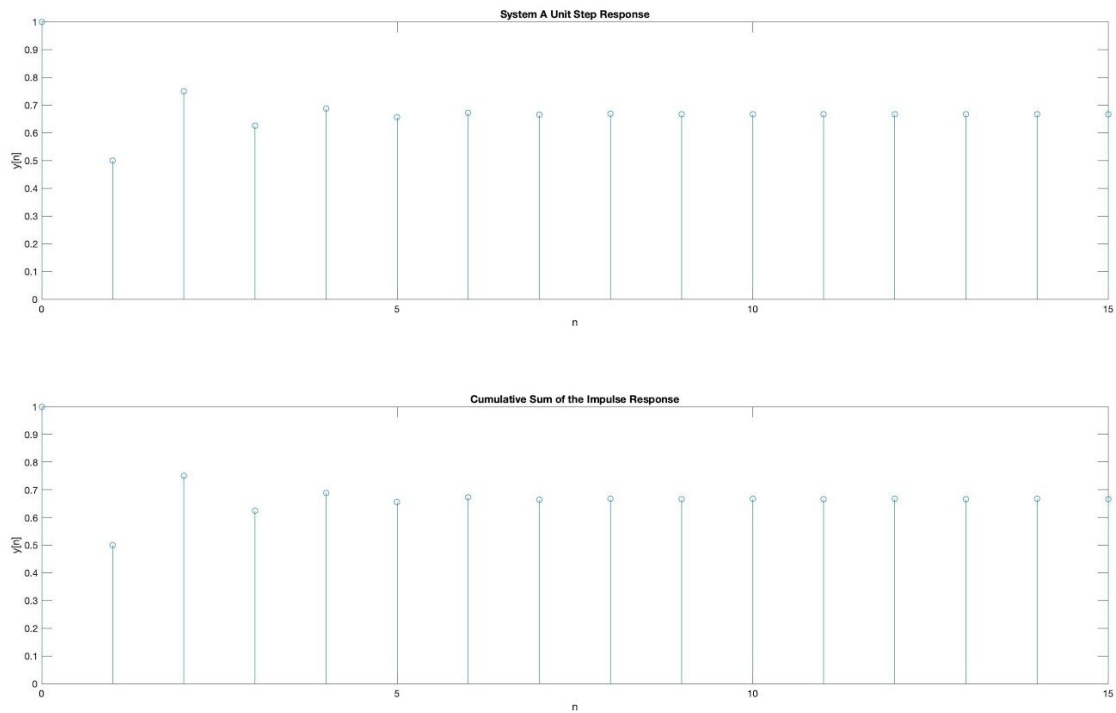 System A Unit Step Response
1
0.9
0.8
0.7
0.6
0.5
0.4
0.3
0.2
0.1
0
y[n]
0 5 10 15
n
Cumulative Sum of the Impulse Response
1
0.9
0.8
0.7
0.6
0.5
0.4
0.3
0.2
0.1
0
y[n]
0 5 10 15
n